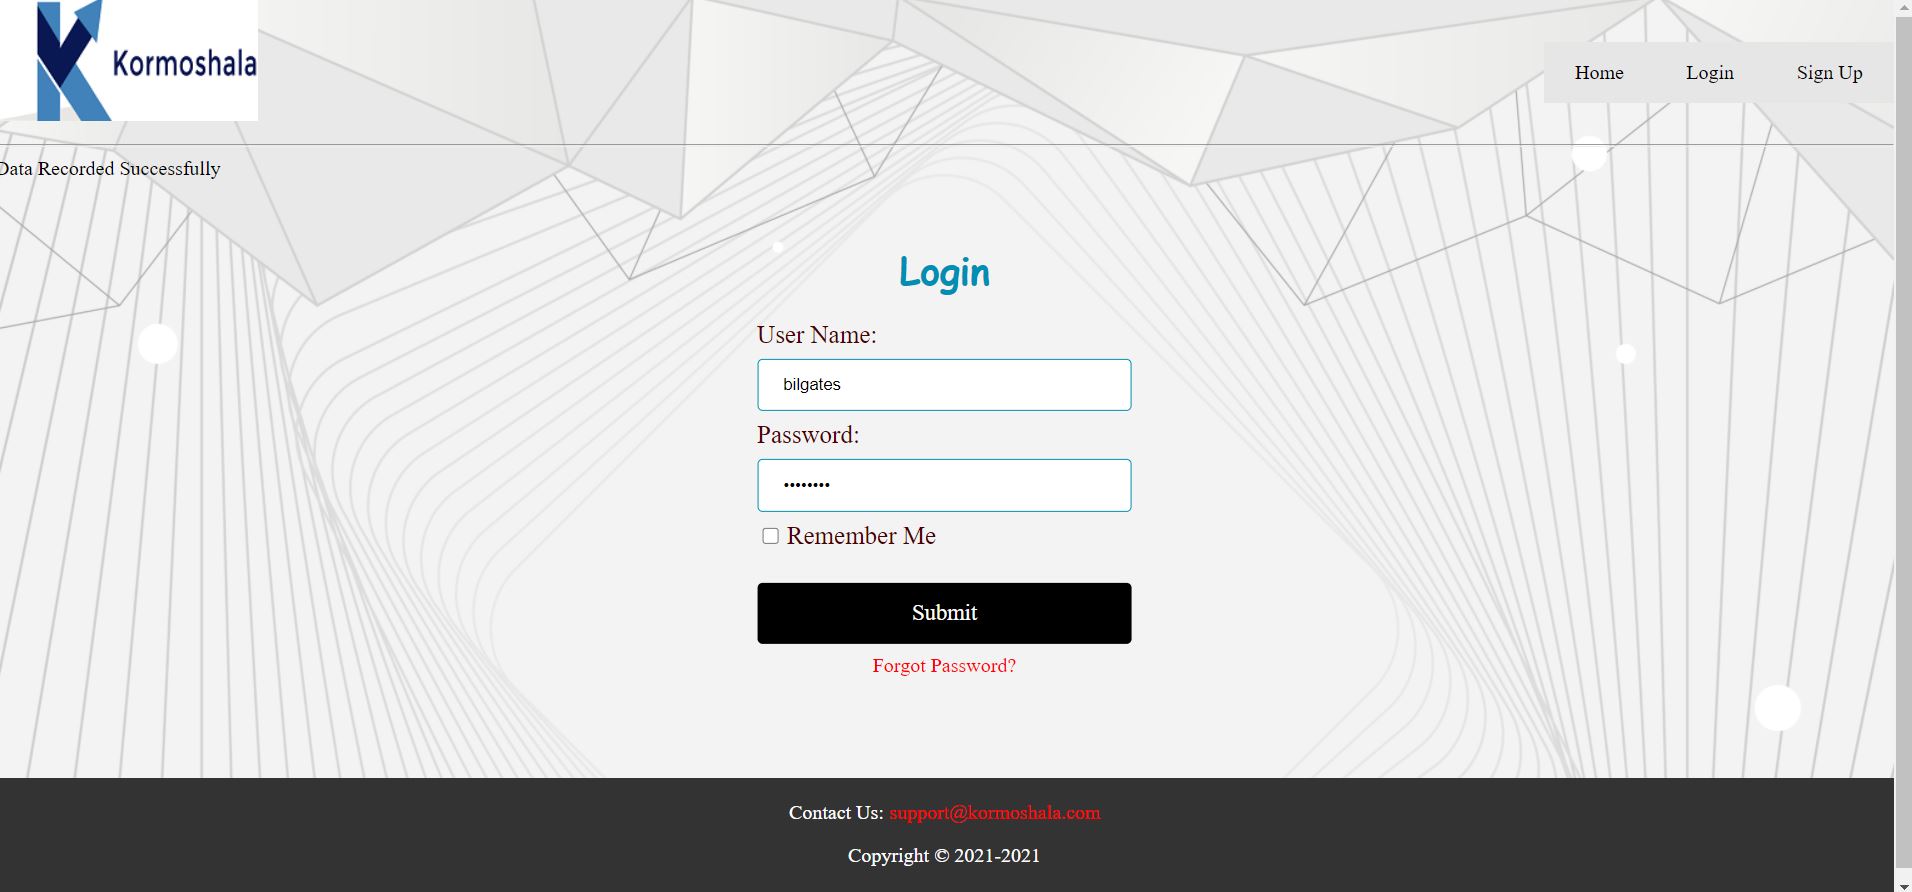 Kormoshala
Home Login Sign Up
Data Recorded Successfully
Login
User Name:
bilgates
Password:
••••••••
Remember Me
Submit
Forgot Password?
Contact Us: support@kormoshala.com
Copyright © 2021-2021